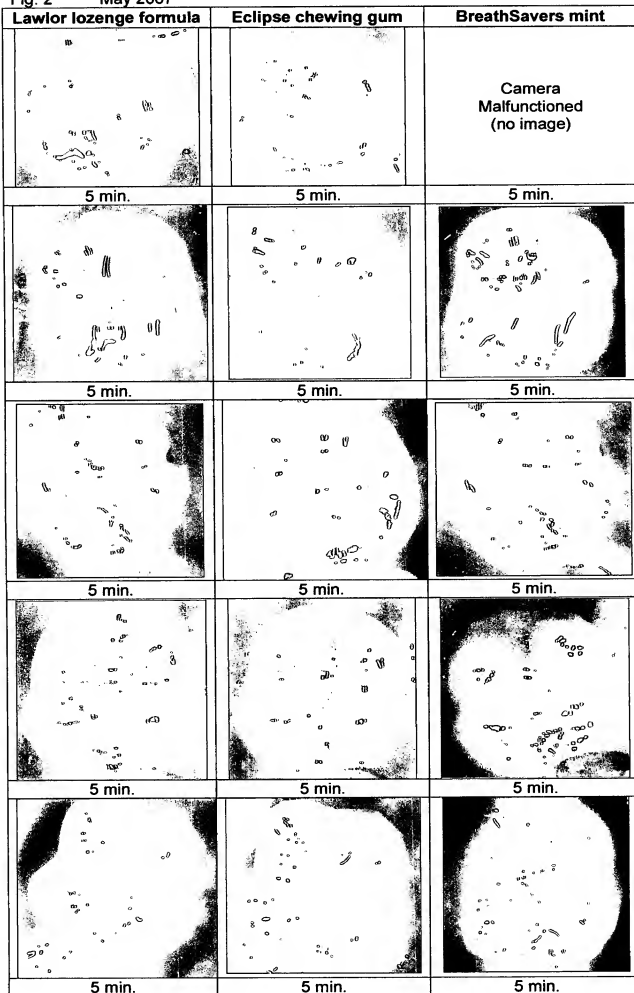 Fig. 2 May 2007
Lawlor lozenge formula Eclipse chewing gum BreathSavers mint
Camera
Malfunctioned
(no image)
5 min. 5 min. 5 min.
5 min. 5 min. 5 min.
5 min. 5 min. 5 min.
5 min. 5 min. 5 min.
5 min. 5 min. 5 min.